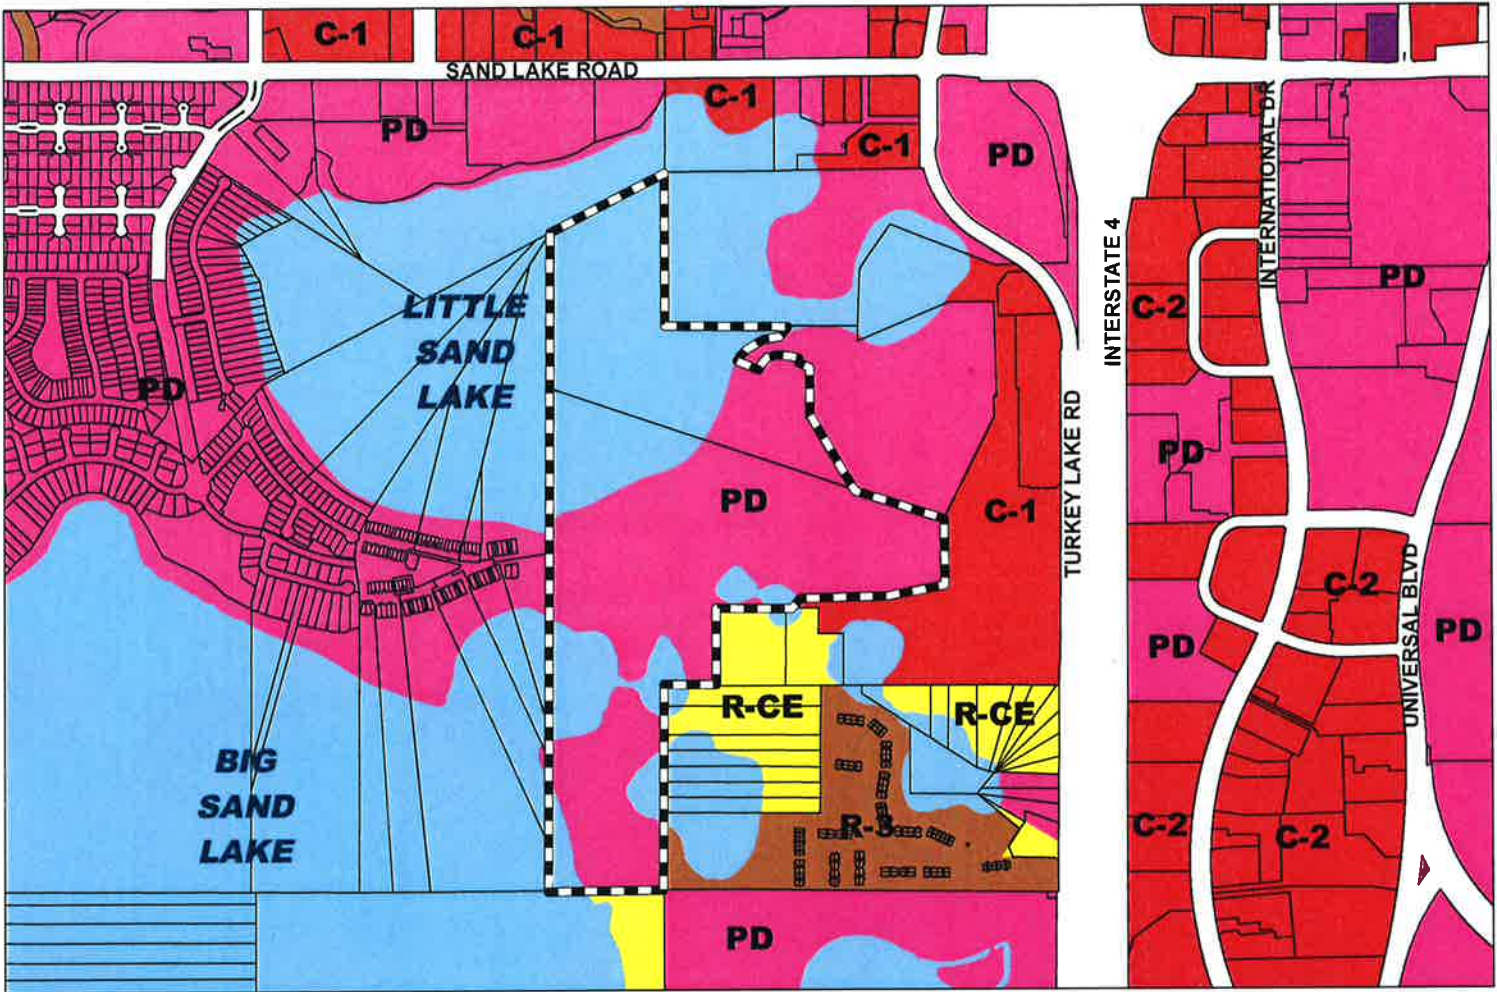 C-1
C-1
SAND LAKE ROAD
C-1
PD
C-1
PD
INTERNATIONAL DR
INTERSTATE 4
PD
LITTLE
SAND
LAKE
C-2
PD
PD
PD
C-1
TURKEY LAKE RD
C-2
UNIVERSAL BLVD
PD
PD
R-CE
R-CE
BIG
SAND
LAKE
R-3
C-2
C-2
PD